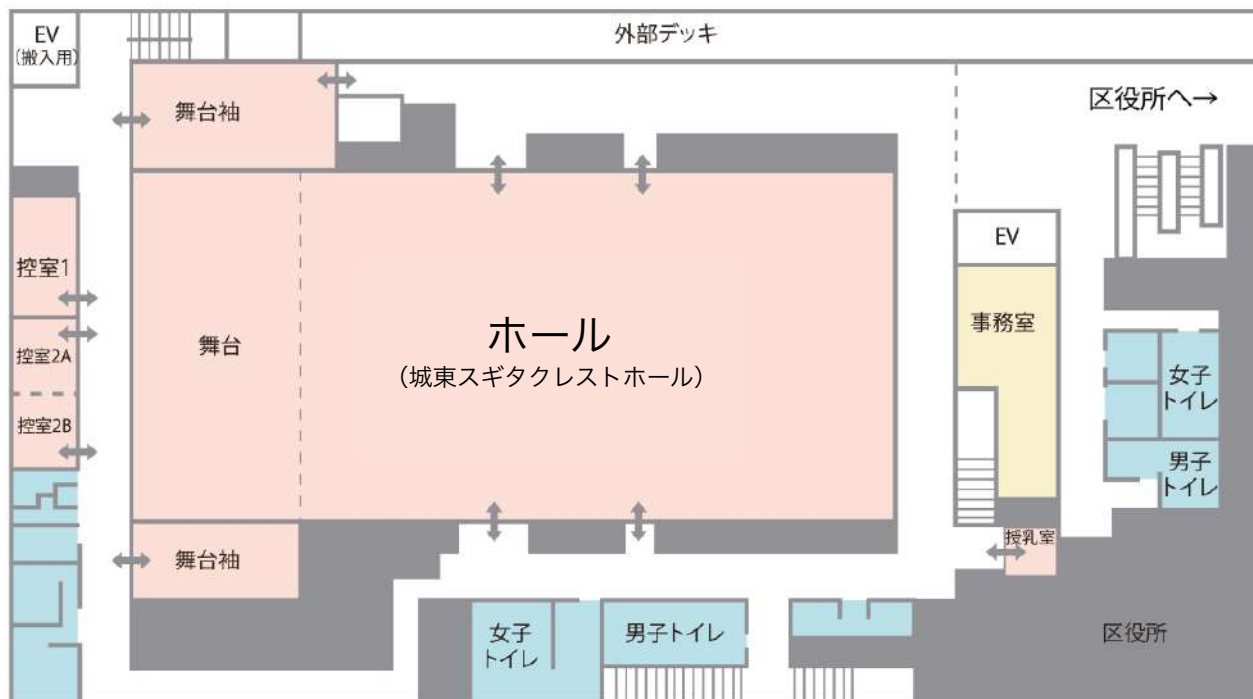 EV
(搬入用)
外部デッキ
区役所へ→
舞台袖
EV
控室1
事務室
控室2A
舞台
ホール
（城東スギタクレストホール）
女子
トイレ
控室2B
男子
トイレ
授乳室
舞台袖
女子
トイレ
男子トイレ
区役所